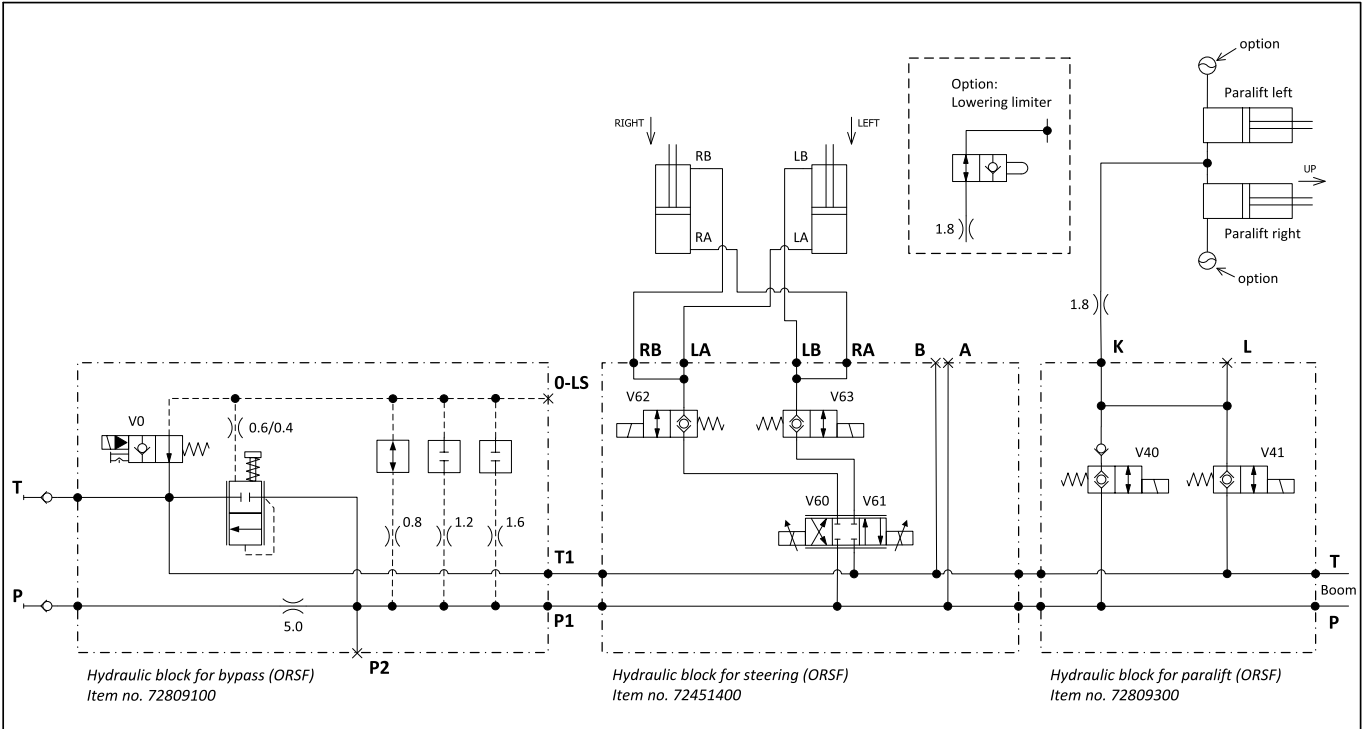 option
Option:
Lowering limiter
Paralift left
RIGHT
LEFT
RB
LB
UP
1.8
RA
LA
Paralift right
option
1.8
RB
LA
LB
RA
B
A
K
L
0-LS
V62
V63
V0
0.6/0.4
V40
V41
T
V60
V61
0.8
1.2
1.6
T1
T
Boom
P
5.0
P1
P
P2
Hydraulic block for bypass (ORSF)
Item no. 72809100
Hydraulic block for steering (ORSF)
Item no. 72451400
Hydraulic block for paralift (ORSF)
Item no. 72809300